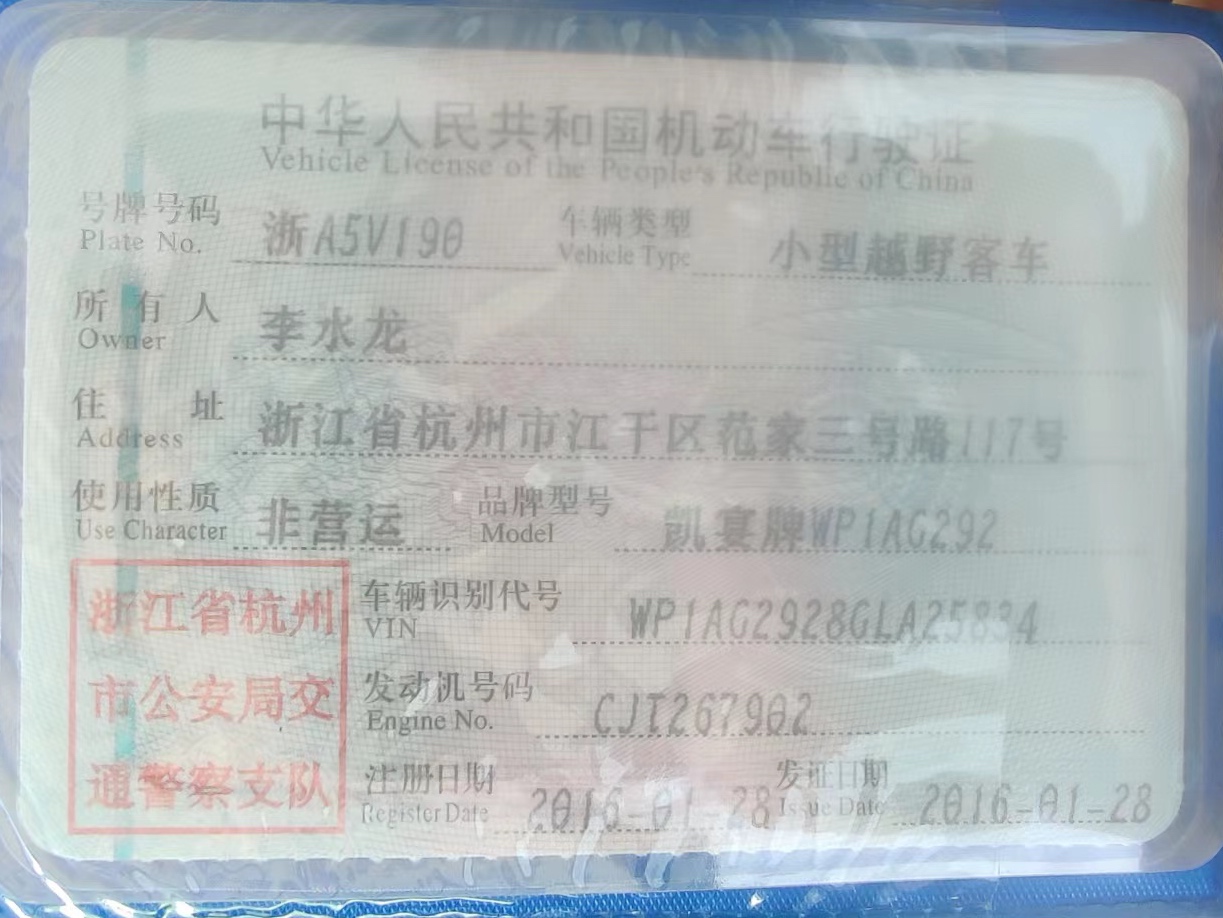 中华人民共和国机动车行驶证
Vehicle License of the People's Republic of China
号牌号码 浙A5V190 车辆类型 小型越野客车
Plate No. Vehicle Type
所有人 李水龙
Owner
住址 浙江省杭州市江干区范家三号路117号
Address
使用性质 非营运 品牌型号 凯宴牌WP1AG292
Use Character Model
浙江省杭州
市公安局交
通警察支队
车辆识别代号 WP1AG2928GLA25834
VIN
发动机号码 CJT267902
Engine No.
注册日期 2016-01-28 发证日期 2016-01-28
Register Date Issue Date